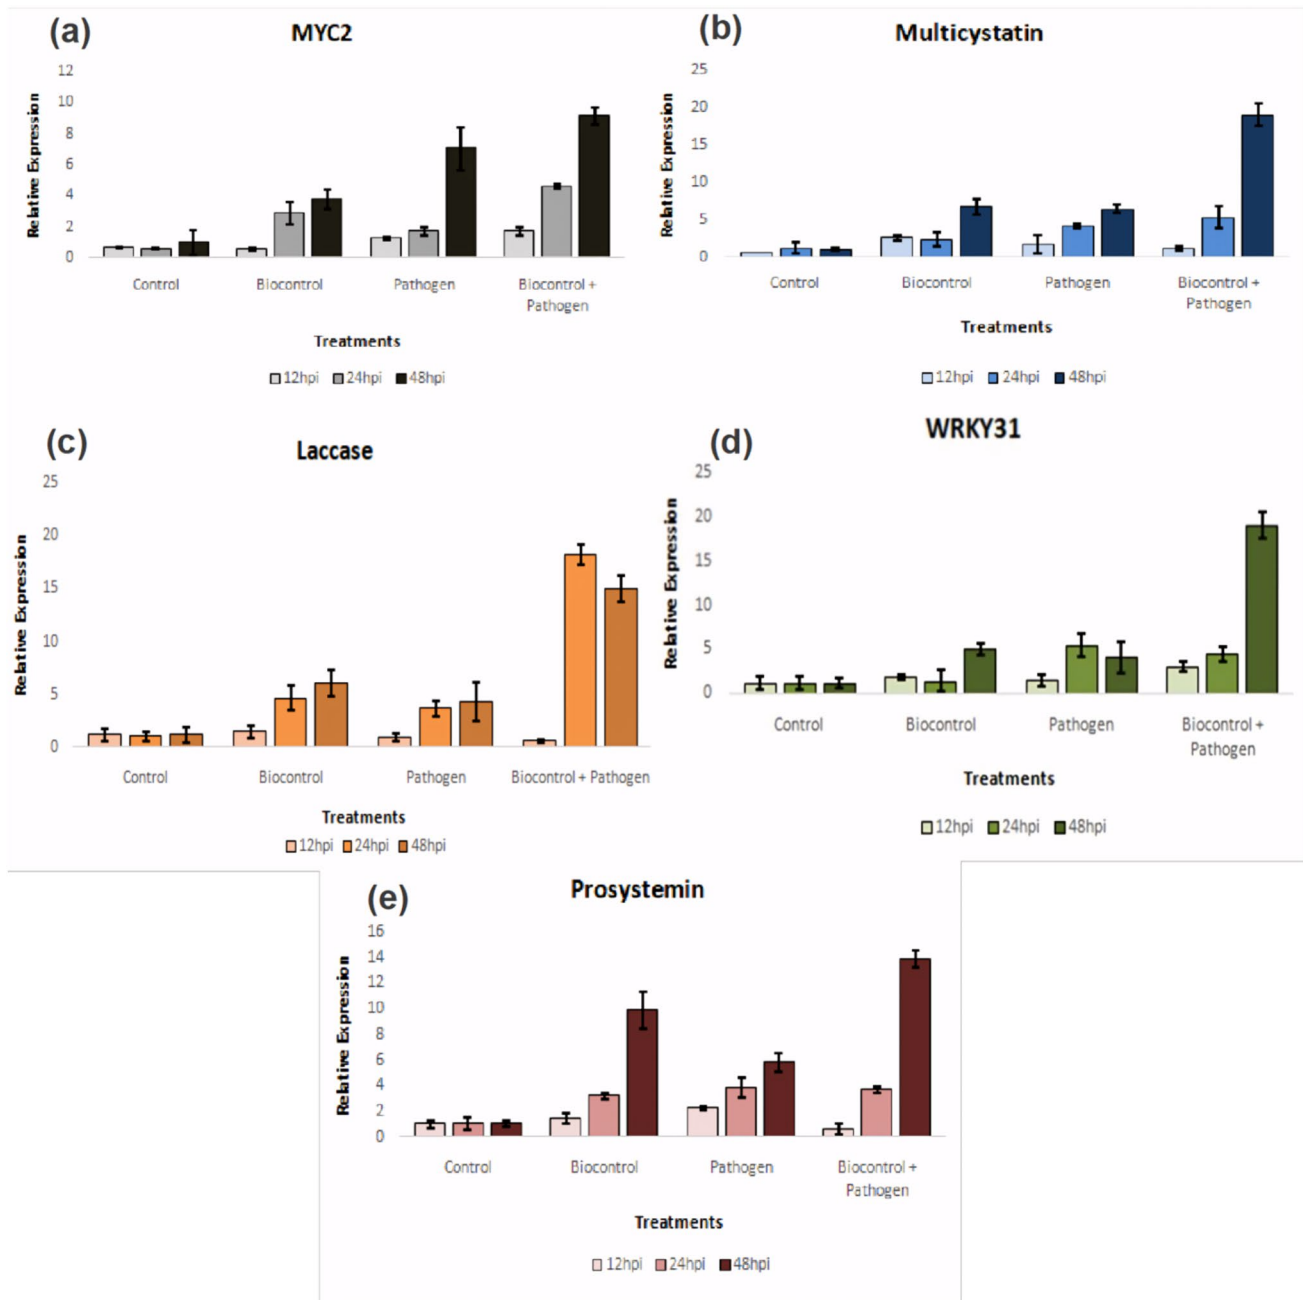 (a)
MYC2
12
10
8
6
4
2
0
Relative Expression
Control Biocontrol Pathogen Biocontrol +
Pathogen
Treatments
12hpi 24hpi 48hpi
(b)
Multicystatin
25
20
15
10
5
0
Relative Expression
Control Biocontrol Pathogen Biocontrol +
Pathogen
Treatments
12hpi 24hpi 48hpi
(c)
Laccase
25
20
15
10
5
0
Relative Expression
Control Biocontrol Pathogen Biocontrol + Pathogen
Treatments
12hpi 24hpi 48hpi
(d)
WRKY31
25
20
15
10
5
0
Relative Expression
Control Biocontrol Pathogen Biocontrol +
Pathogen
Treatments
12hpi 24hpi 48hpi
(e)
Prosystemin
16
14
12
10
8
6
4
2
0
Relative Expression
Control Biocontrol Pathogen Biocontrol +
Pathogen
Treatments
12hpi 24hpi 48hpi